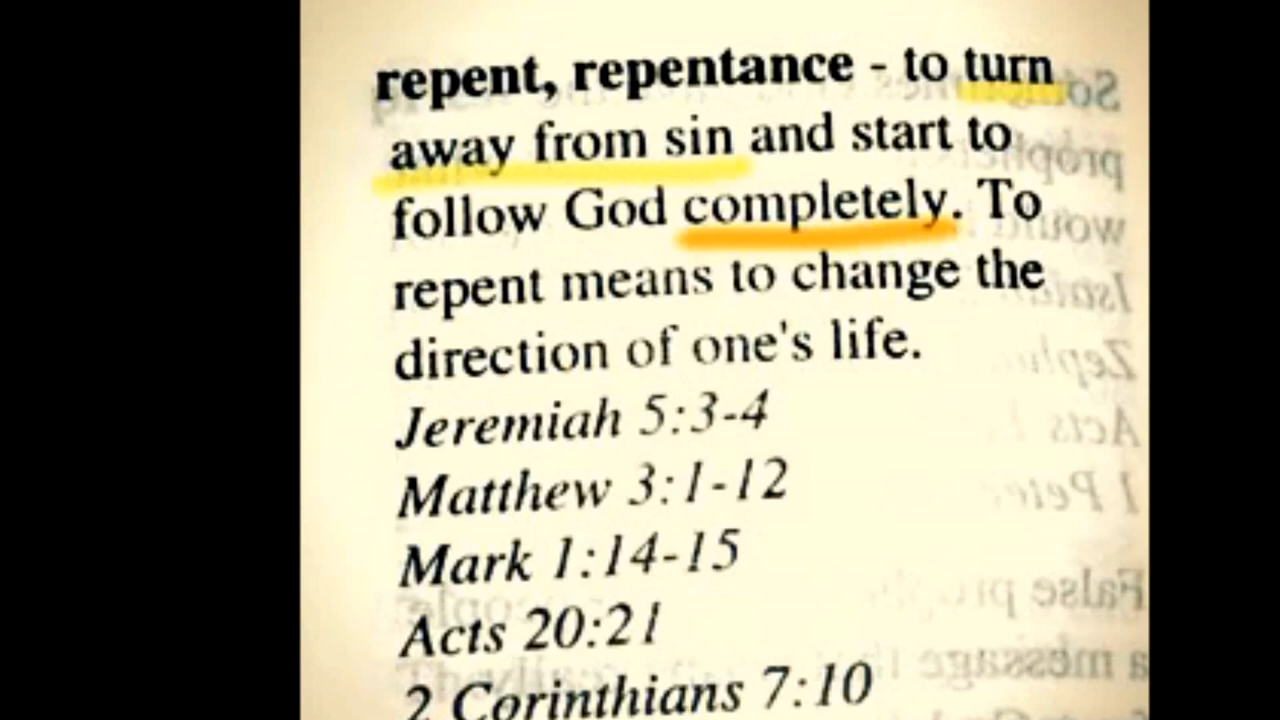 repent, repentance - to turn
away from sin and start to
follow God completely. To
repent means to change the
direction of one's life.
Jeremiah 5:3-4
Matthew 3:1-12
Mark 1:14-15
Acts 20:21
2 Corinthians 7:10